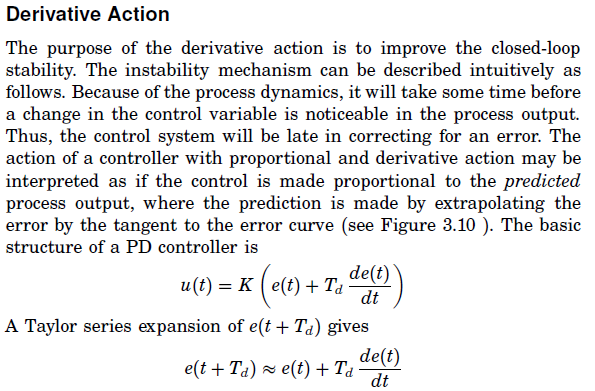 Derivative Action
The purpose of the derivative action is to improve the closed-loop
stability. The instability mechanism can be described intuitively as
follows. Because of the process dynamics, it will take some time before
a change in the control variable is noticeable in the process output.
Thus, the control system will be late in correcting for an error. The
action of a controller with proportional and derivative action may be
interpreted as if the control is made proportional to the predicted
process output, where the prediction is made by extrapolating the
error by the tangent to the error curve (see Figure 3.10 ). The basic
structure of a PD controller is
u(t) = K ( e(t) + T_d de(t)/dt )
A Taylor series expansion of e(t + T_d) gives
e(t + T_d) ≈ e(t) + T_d de(t)/dt